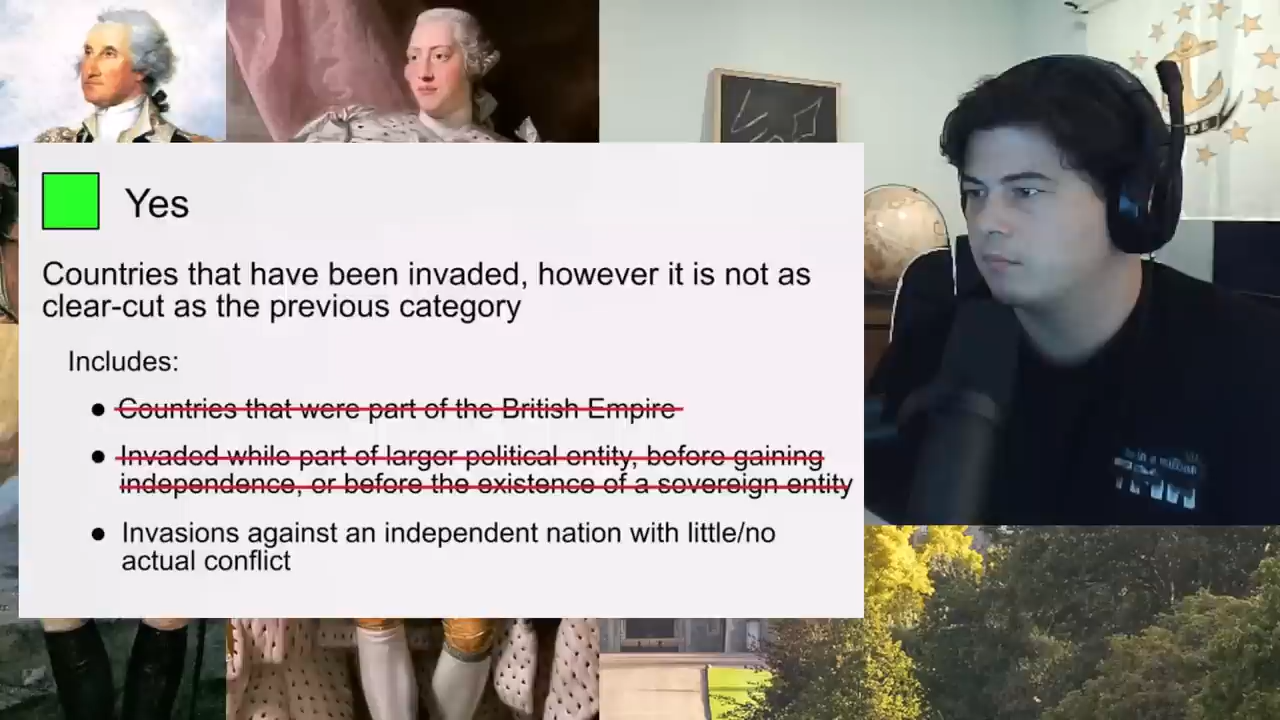 Yes
Countries that have been invaded, however it is not as
clear-cut as the previous category
Includes:
● Countries that were part of the British Empire
● Invaded while part of larger political entity, before gaining
independence, or before the existence of a sovereign entity
● Invasions against an independent nation with little/no
actual conflict